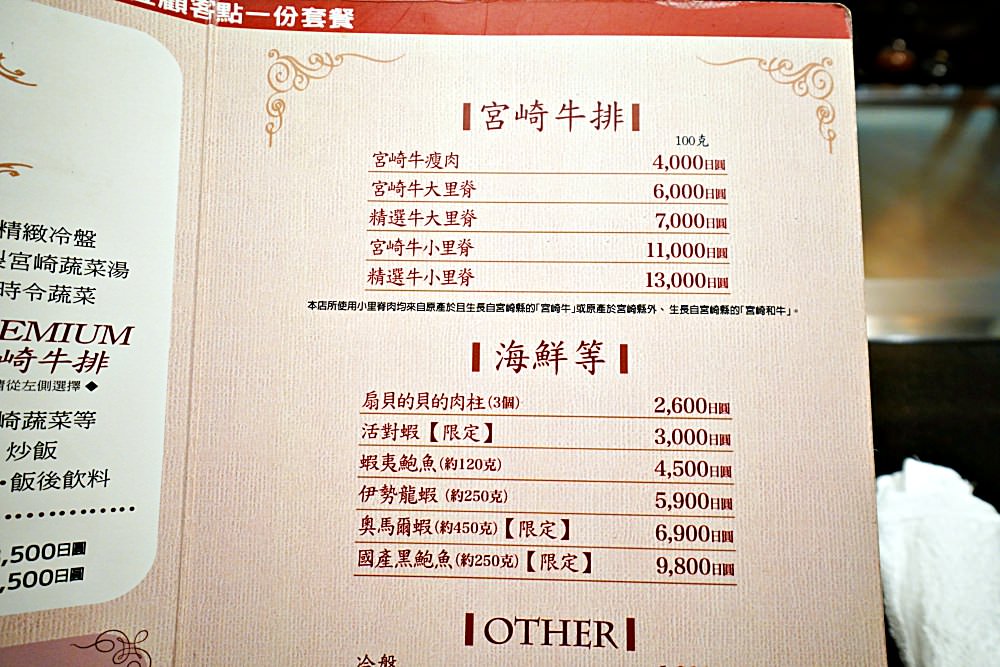 顧客點一份套餐
精緻冷盤
宮崎蔬菜湯
時令蔬菜
EMIUM
崎牛排
從左側選擇◆
崎蔬菜等
炒飯
・飯後飲料
,500日圓
,500日圓
宮崎牛排
100克
宮崎牛瘦肉 4,000日圓
宮崎牛大里脊 6,000日圓
精選牛大里脊 7,000日圓
宮崎牛小里脊 11,000日圓
精選牛小里脊 13,000日圓
本店所使用小里脊肉均來自原產於且生長自宮崎縣的「宮崎牛」或原產於宮崎縣外、生長自宮崎縣的「宮崎和牛」。
海鮮等
扇貝的貝的肉柱(3個) 2,600日圓
活對蝦【限定】 3,000日圓
蝦夷鮑魚(約120克) 4,500日圓
伊勢龍蝦(約250克) 5,900日圓
奧馬爾蝦(約450克)【限定】 6,900日圓
國產黑鮑魚(約250克)【限定】 9,800日圓
OTHER
冷盤